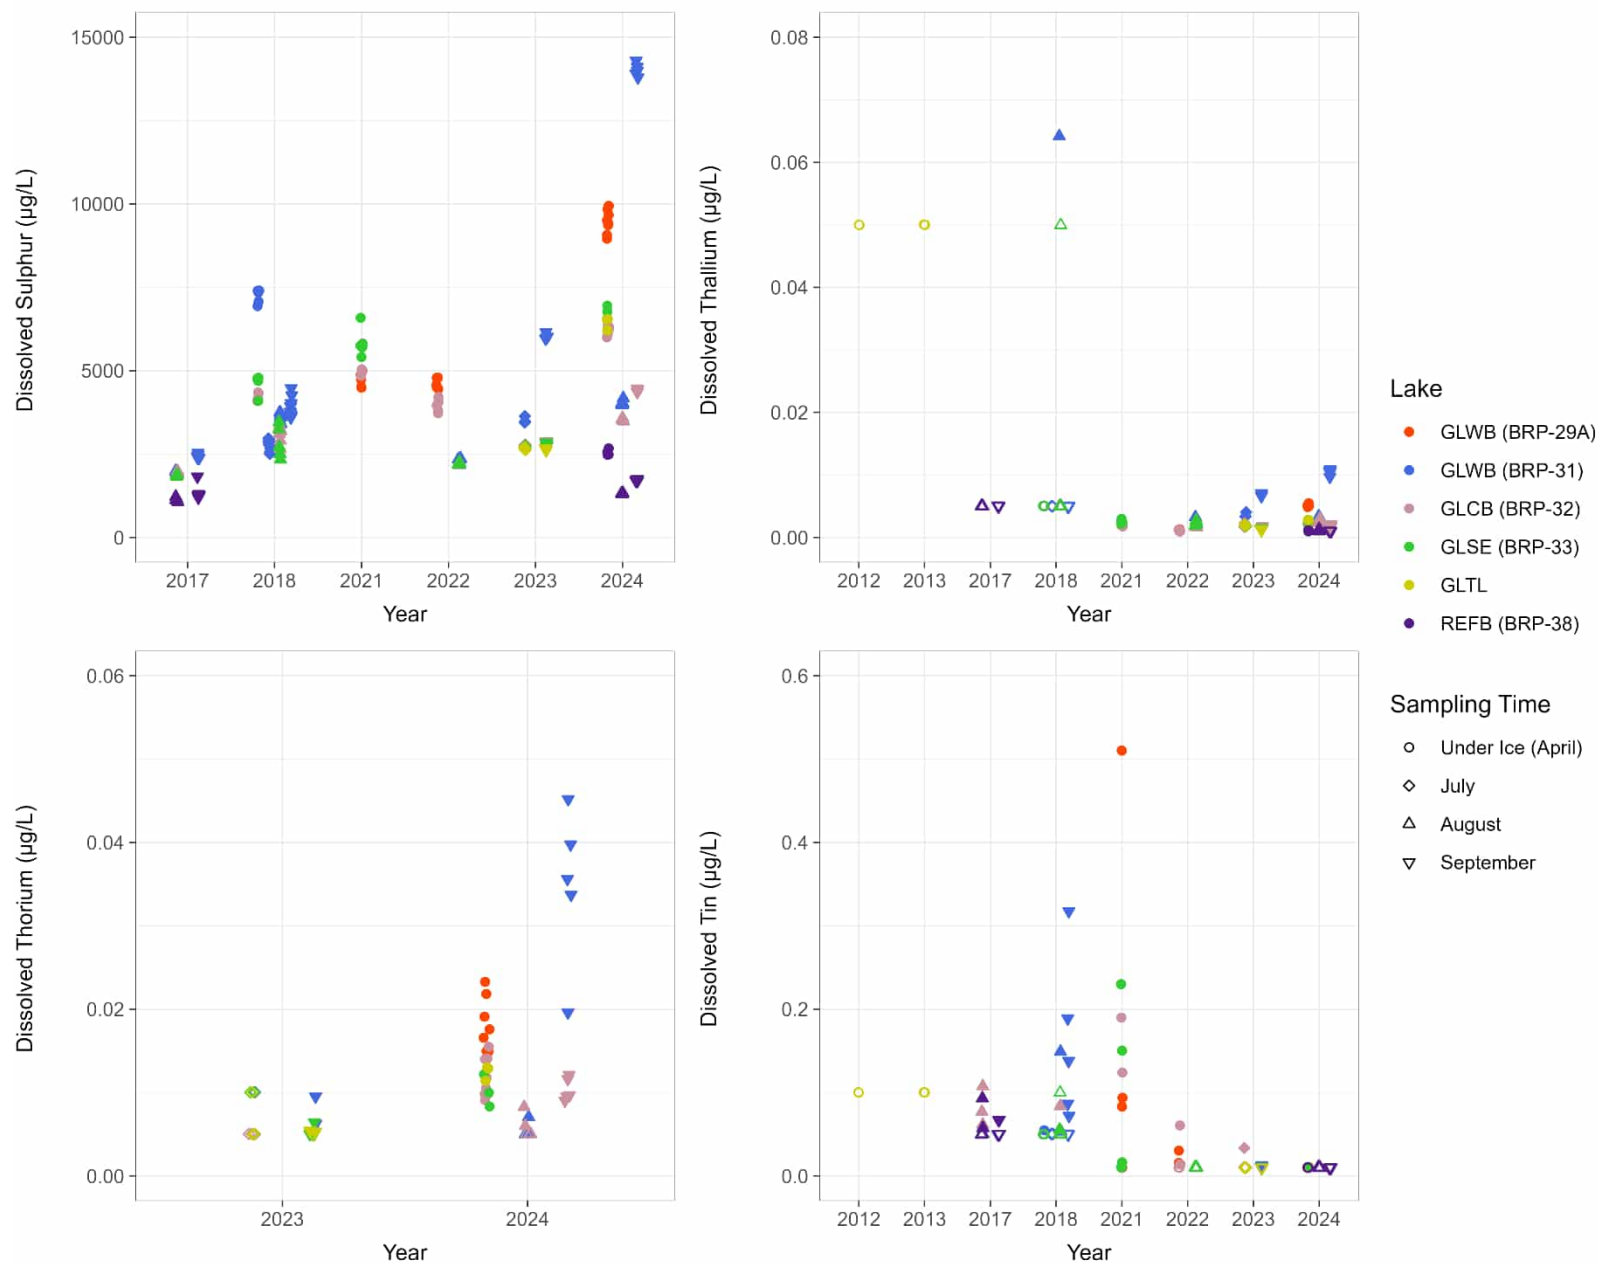 15000
10000
5000
0
Dissolved Sulphur (µg/L)
2017 2018 2021 2022 2023 2024
Year
0.08
0.06
0.04
0.02
0.00
Dissolved Thallium (µg/L)
2012 2013 2017 2018 2021 2022 2023 2024
Year
0.06
0.04
0.02
0.00
Dissolved Thorium (µg/L)
2023 2024
Year
0.6
0.4
0.2
0.0
Dissolved Tin (µg/L)
2012 2013 2017 2018 2021 2022 2023 2024
Year
Lake
GLWB (BRP-29A)
GLWB (BRP-31)
GLCB (BRP-32)
GLSE (BRP-33)
GLTL
REFB (BRP-38)
Sampling Time
Under Ice (April)
July
August
September